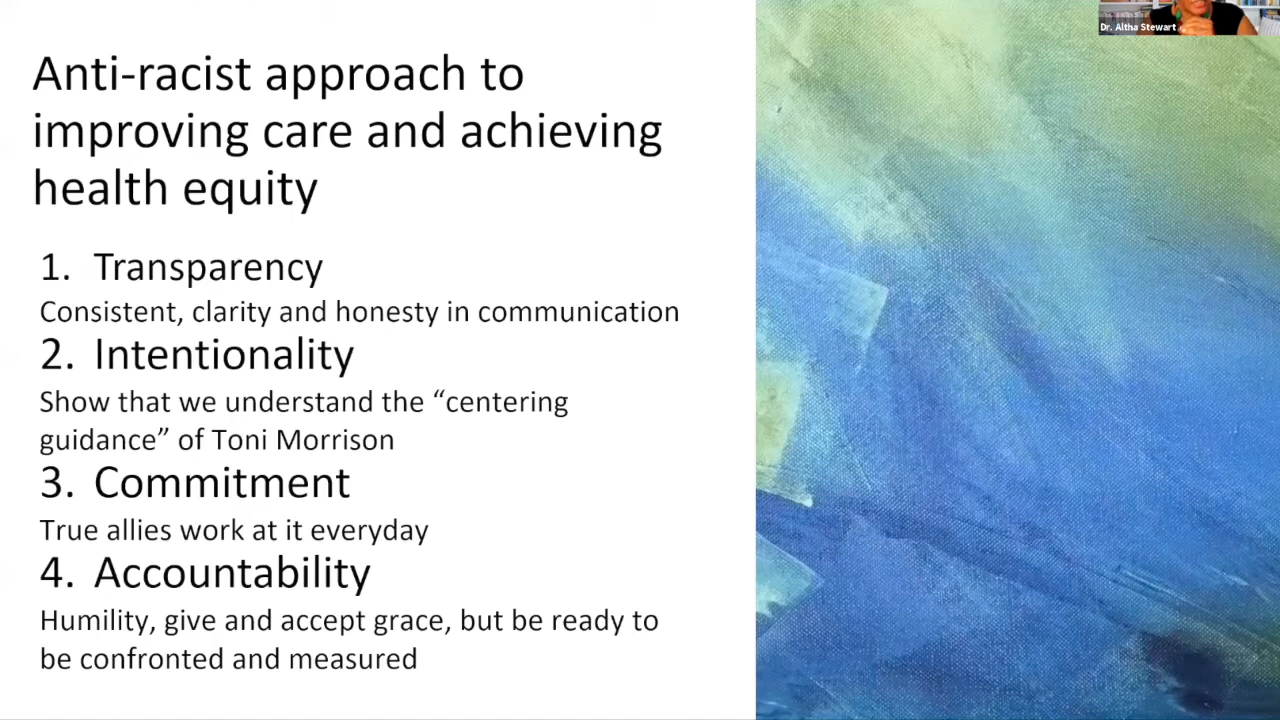 Dr. Altha Stewart
Anti-racist approach to
improving care and achieving
health equity
1. Transparency
Consistent, clarity and honesty in communication
2. Intentionality
Show that we understand the “centering
guidance” of Toni Morrison
3. Commitment
True allies work at it everyday
4. Accountability
Humility, give and accept grace, but be ready to
be confronted and measured